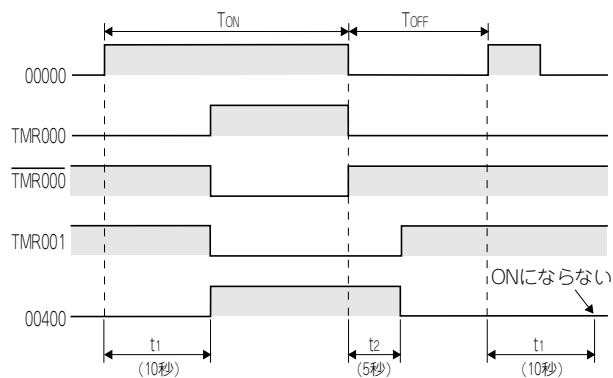 TON
TOFF
00000
TMR000
TMR000
TMR001
ONにならない
00400
t1
(10秒)
t2
(5秒)
t1
(10秒)